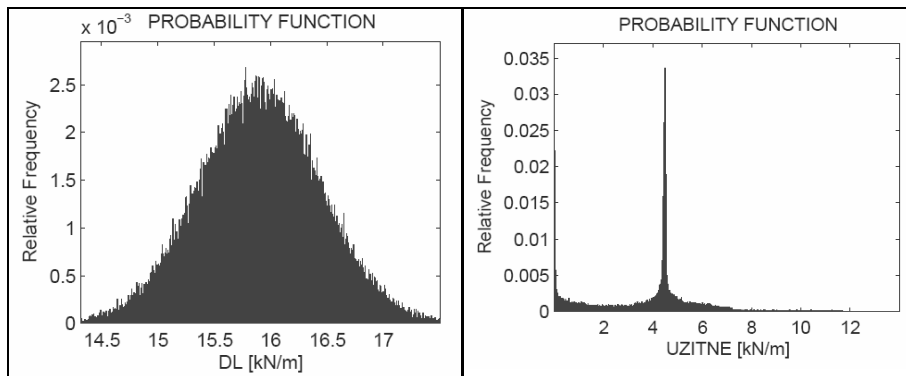 PROBABILITY FUNCTION
× 10⁻³
2.5
2
1.5
1
0.5
0
Relative Frequency
14.5 15 15.5 16 16.5 17
DL [kN/m]
PROBABILITY FUNCTION
0.035
0.03
0.025
0.02
0.015
0.01
0.005
0
Relative Frequency
2 4 6 8 10 12
UZITNE [kN/m]